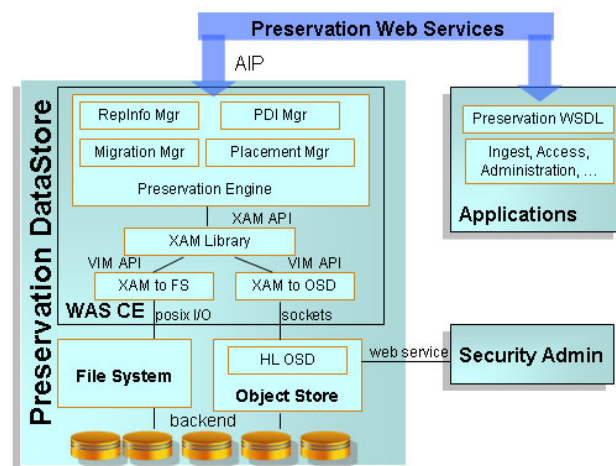 Preservation Web Services
AIP
Preservation DataStore
RepInfo Mgr
PDI Mgr
Migration Mgr
Placement Mgr
Preservation Engine
XAM API
XAM Library
VIM API
VIM API
XAM to FS
XAM to OSD
WAS CE
posix I/O
sockets
File System
HL OSD
Object Store
backend
Preservation WSDL
Ingest, Access,
Administration, ...
Applications
web service
Security Admin